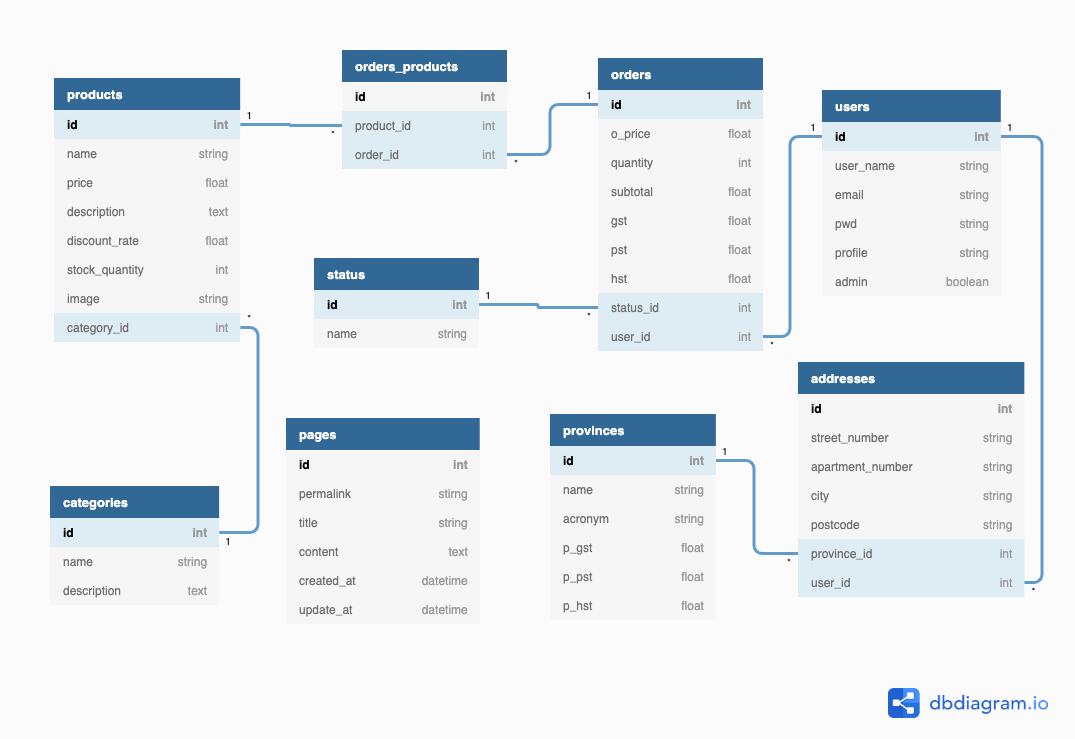 products
id int
name string
price float
description text
discount_rate float
stock_quantity int
image string
category_id int
1
*
orders_products
id int
product_id int
order_id int
*
*
1
orders
id int
o_price float
quantity int
subtotal float
gst float
pst float
hst float
status_id int
user_id int
*
*
1
1
users
id int
user_name string
email string
pwd string
profile string
admin boolean
status
id int
name string
1
categories
id int
name string
description text
1
pages
id int
permalink stirng
title string
content text
created_at datetime
update_at datetime
provinces
id int
name string
acronym string
p_gst float
p_pst float
p_hst float
1
*
addresses
id int
street_number string
apartment_number string
city string
postcode string
province_id int
user_id int
*
dbdiagram.io